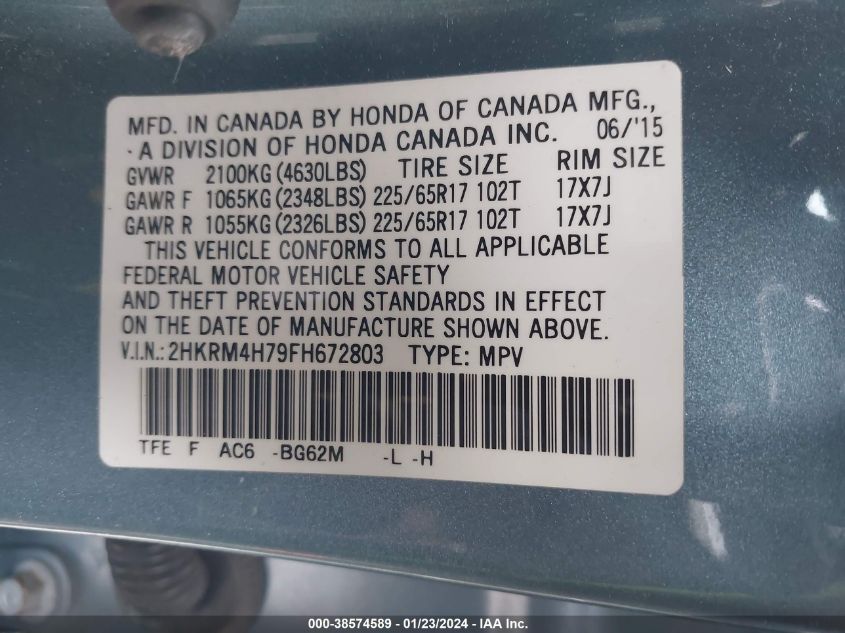 MFD. IN CANADA BY HONDA OF CANADA MFG.,
· A DIVISION OF HONDA CANADA INC. 06/'15
GVWR 2100KG (4630LBS) TIRE SIZE RIM SIZE
GAWR F 1065KG (2348LBS) 225/65R17 102T 17X7J
GAWR R 1055KG (2326LBS) 225/65R17 102T 17X7J
THIS VEHICLE CONFORMS TO ALL APPLICABLE
FEDERAL MOTOR VEHICLE SAFETY
AND THEFT PREVENTION STANDARDS IN EFFECT
ON THE DATE OF MANUFACTURE SHOWN ABOVE.
V.I.N.: 2HKRM4H79FH672803 TYPE: MPV
TFE F AC6 -BG62M -L -H
000-38574589 - 01/23/2024 - IAA Inc.